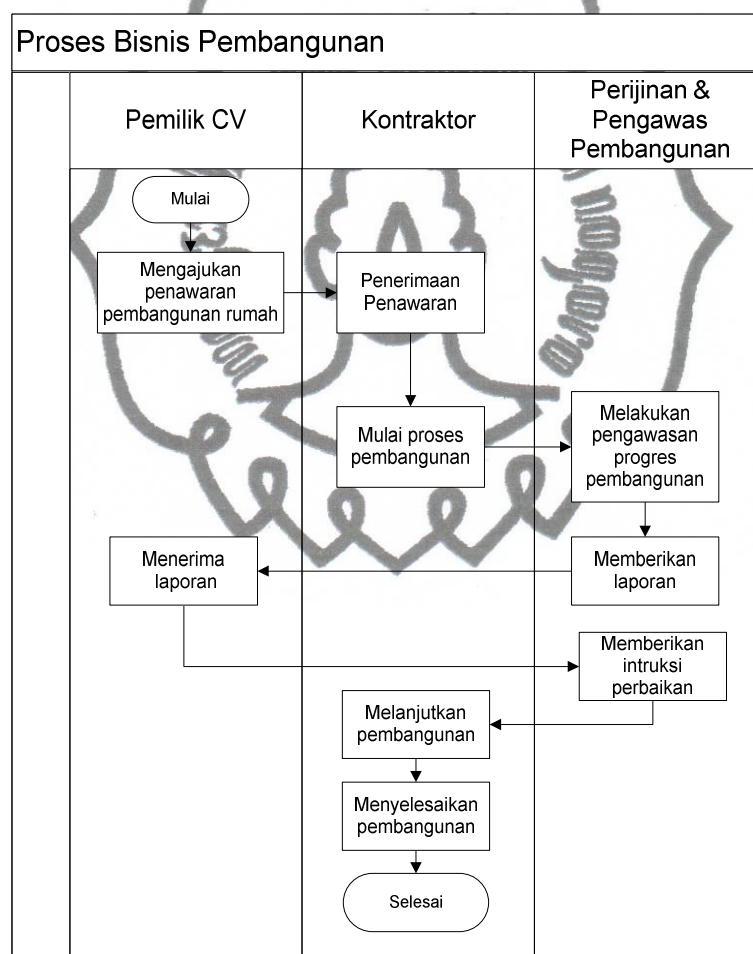 Proses Bisnis Pembangunan
Pemilik CV
Kontraktor
Perijinan &
Pengawas
Pembangunan
Mulai
Mengajukan
penawaran
pembangunan rumah
Penerimaan
Penawaran
Mulai proses
pembangunan
Melakukan
pengawasan
progres
pembangunan
Memberikan
laporan
Menerima
laporan
Memberikan
intruksi
perbaikan
Melanjutkan
pembangunan
Menyelesaikan
pembangunan
Selesai